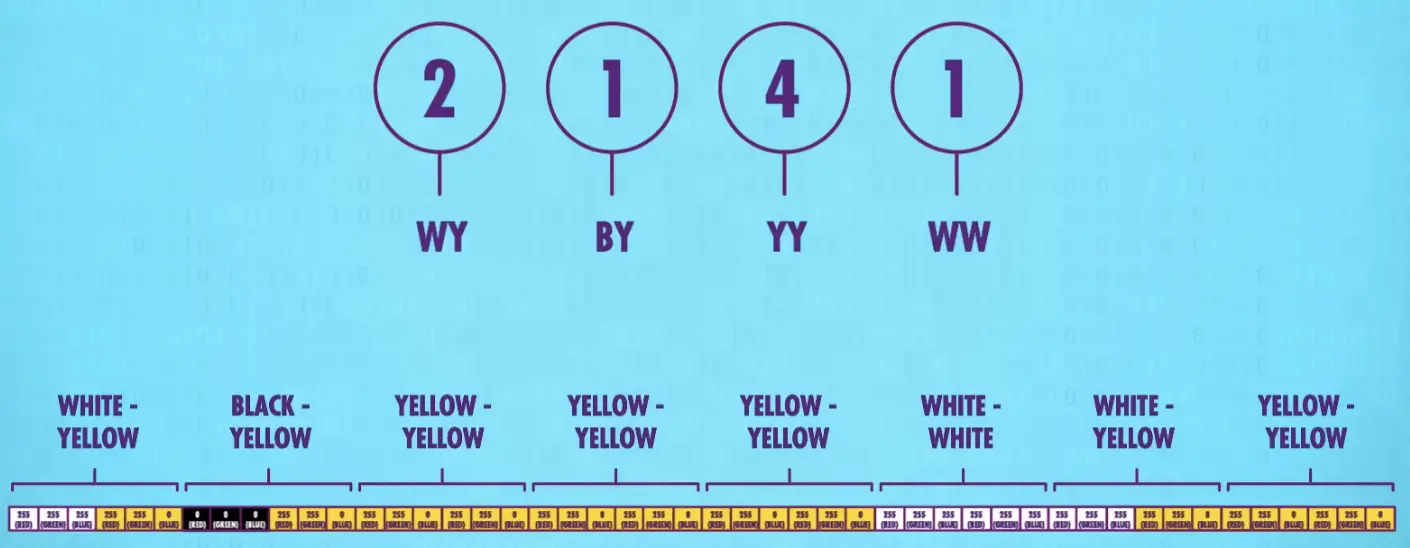 2 1 4 1
WY BY YY WW
WHITE - BLACK - YELLOW - YELLOW - YELLOW - WHITE - WHITE - YELLOW -
YELLOW YELLOW YELLOW YELLOW YELLOW WHITE YELLOW YELLOW
255 255 255 255 255 0 0 0 0 255 255 0 255 255 0 255 255 0 255 255 0 255 255 0 255 255 0 255 255 0 255 255 255 255 255 255 255 255 255 255 255 0 255 255 0 255 255 0
(RED) (GREEN) (BLUE) (RED) (GREEN) (BLUE) (RED) (GREEN) (BLUE) (RED) (GREEN) (BLUE) (RED) (GREEN) (BLUE) (RED) (GREEN) (BLUE) (RED) (GREEN) (BLUE) (RED) (GREEN) (BLUE) (RED) (GREEN) (BLUE) (RED) (GREEN) (BLUE) (RED) (GREEN) (BLUE) (RED) (GREEN) (BLUE) (RED) (GREEN) (BLUE) (RED) (GREEN) (BLUE) (RED) (GREEN) (BLUE) (RED) (GREEN) (BLUE)